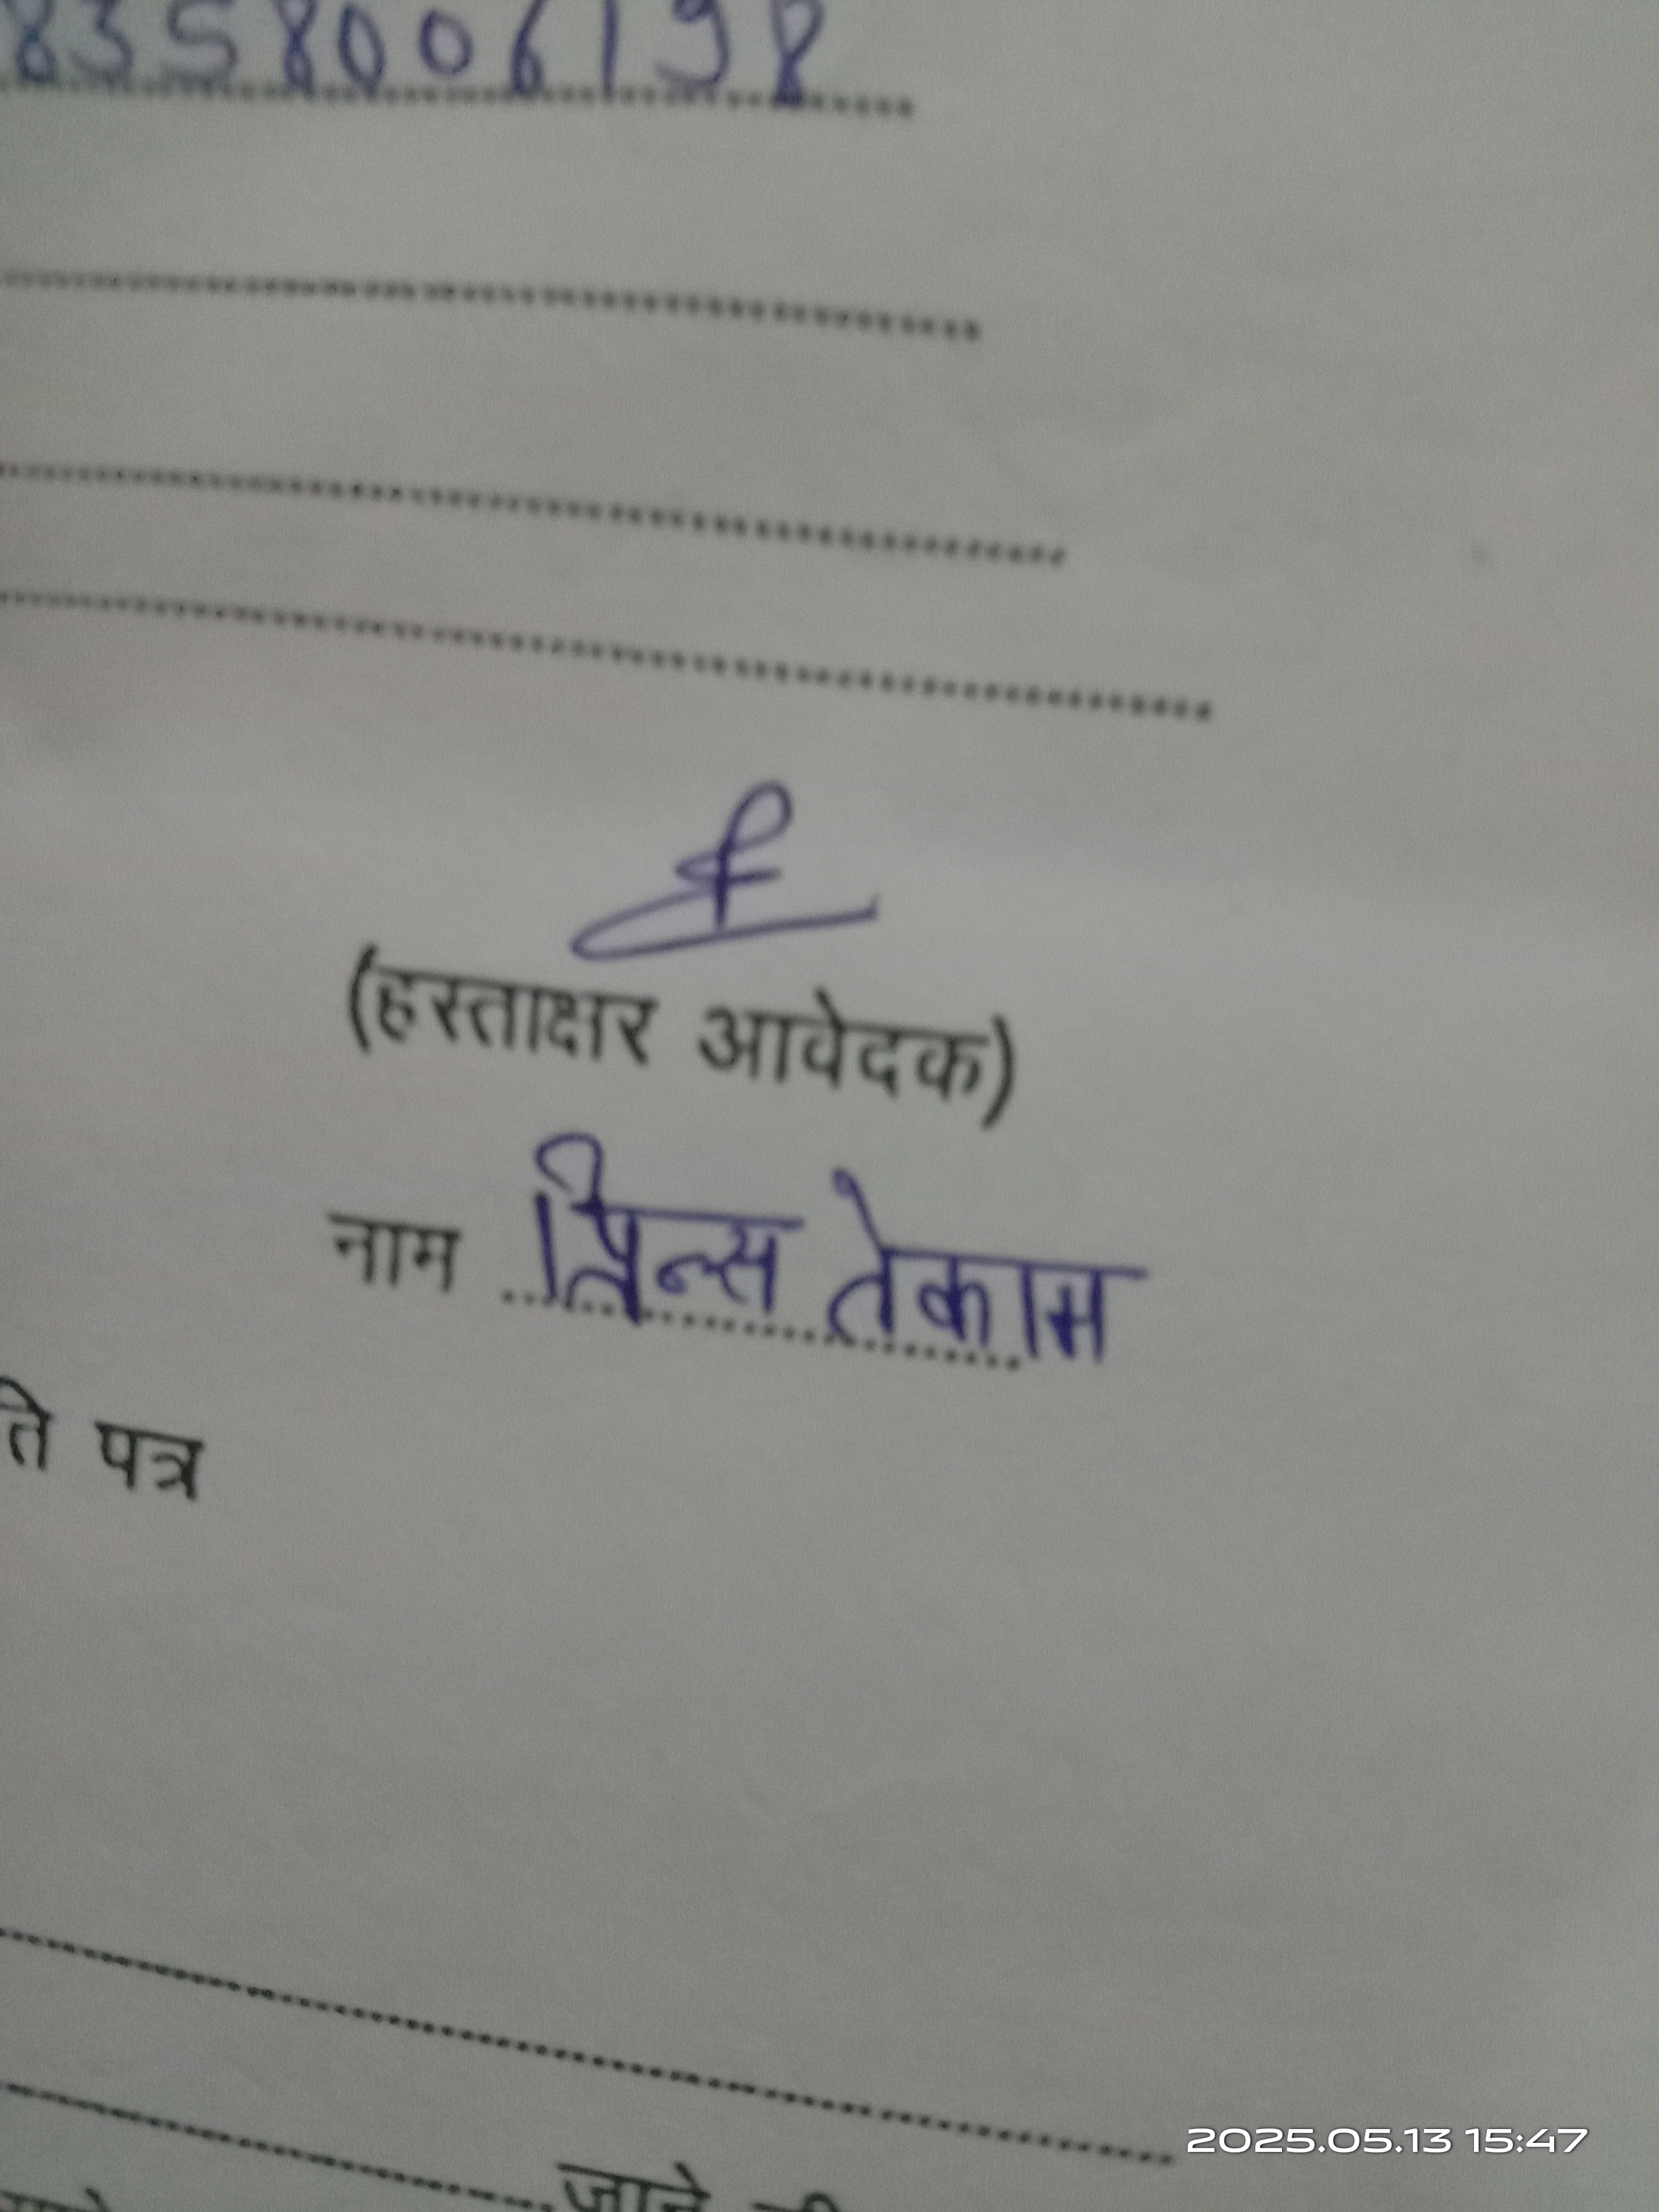 8358006198
(हस्ताक्षर आवेदक)
नाम प्रिन्स तेकाम
ति पत्र
जाने
2025.05.13 15:47